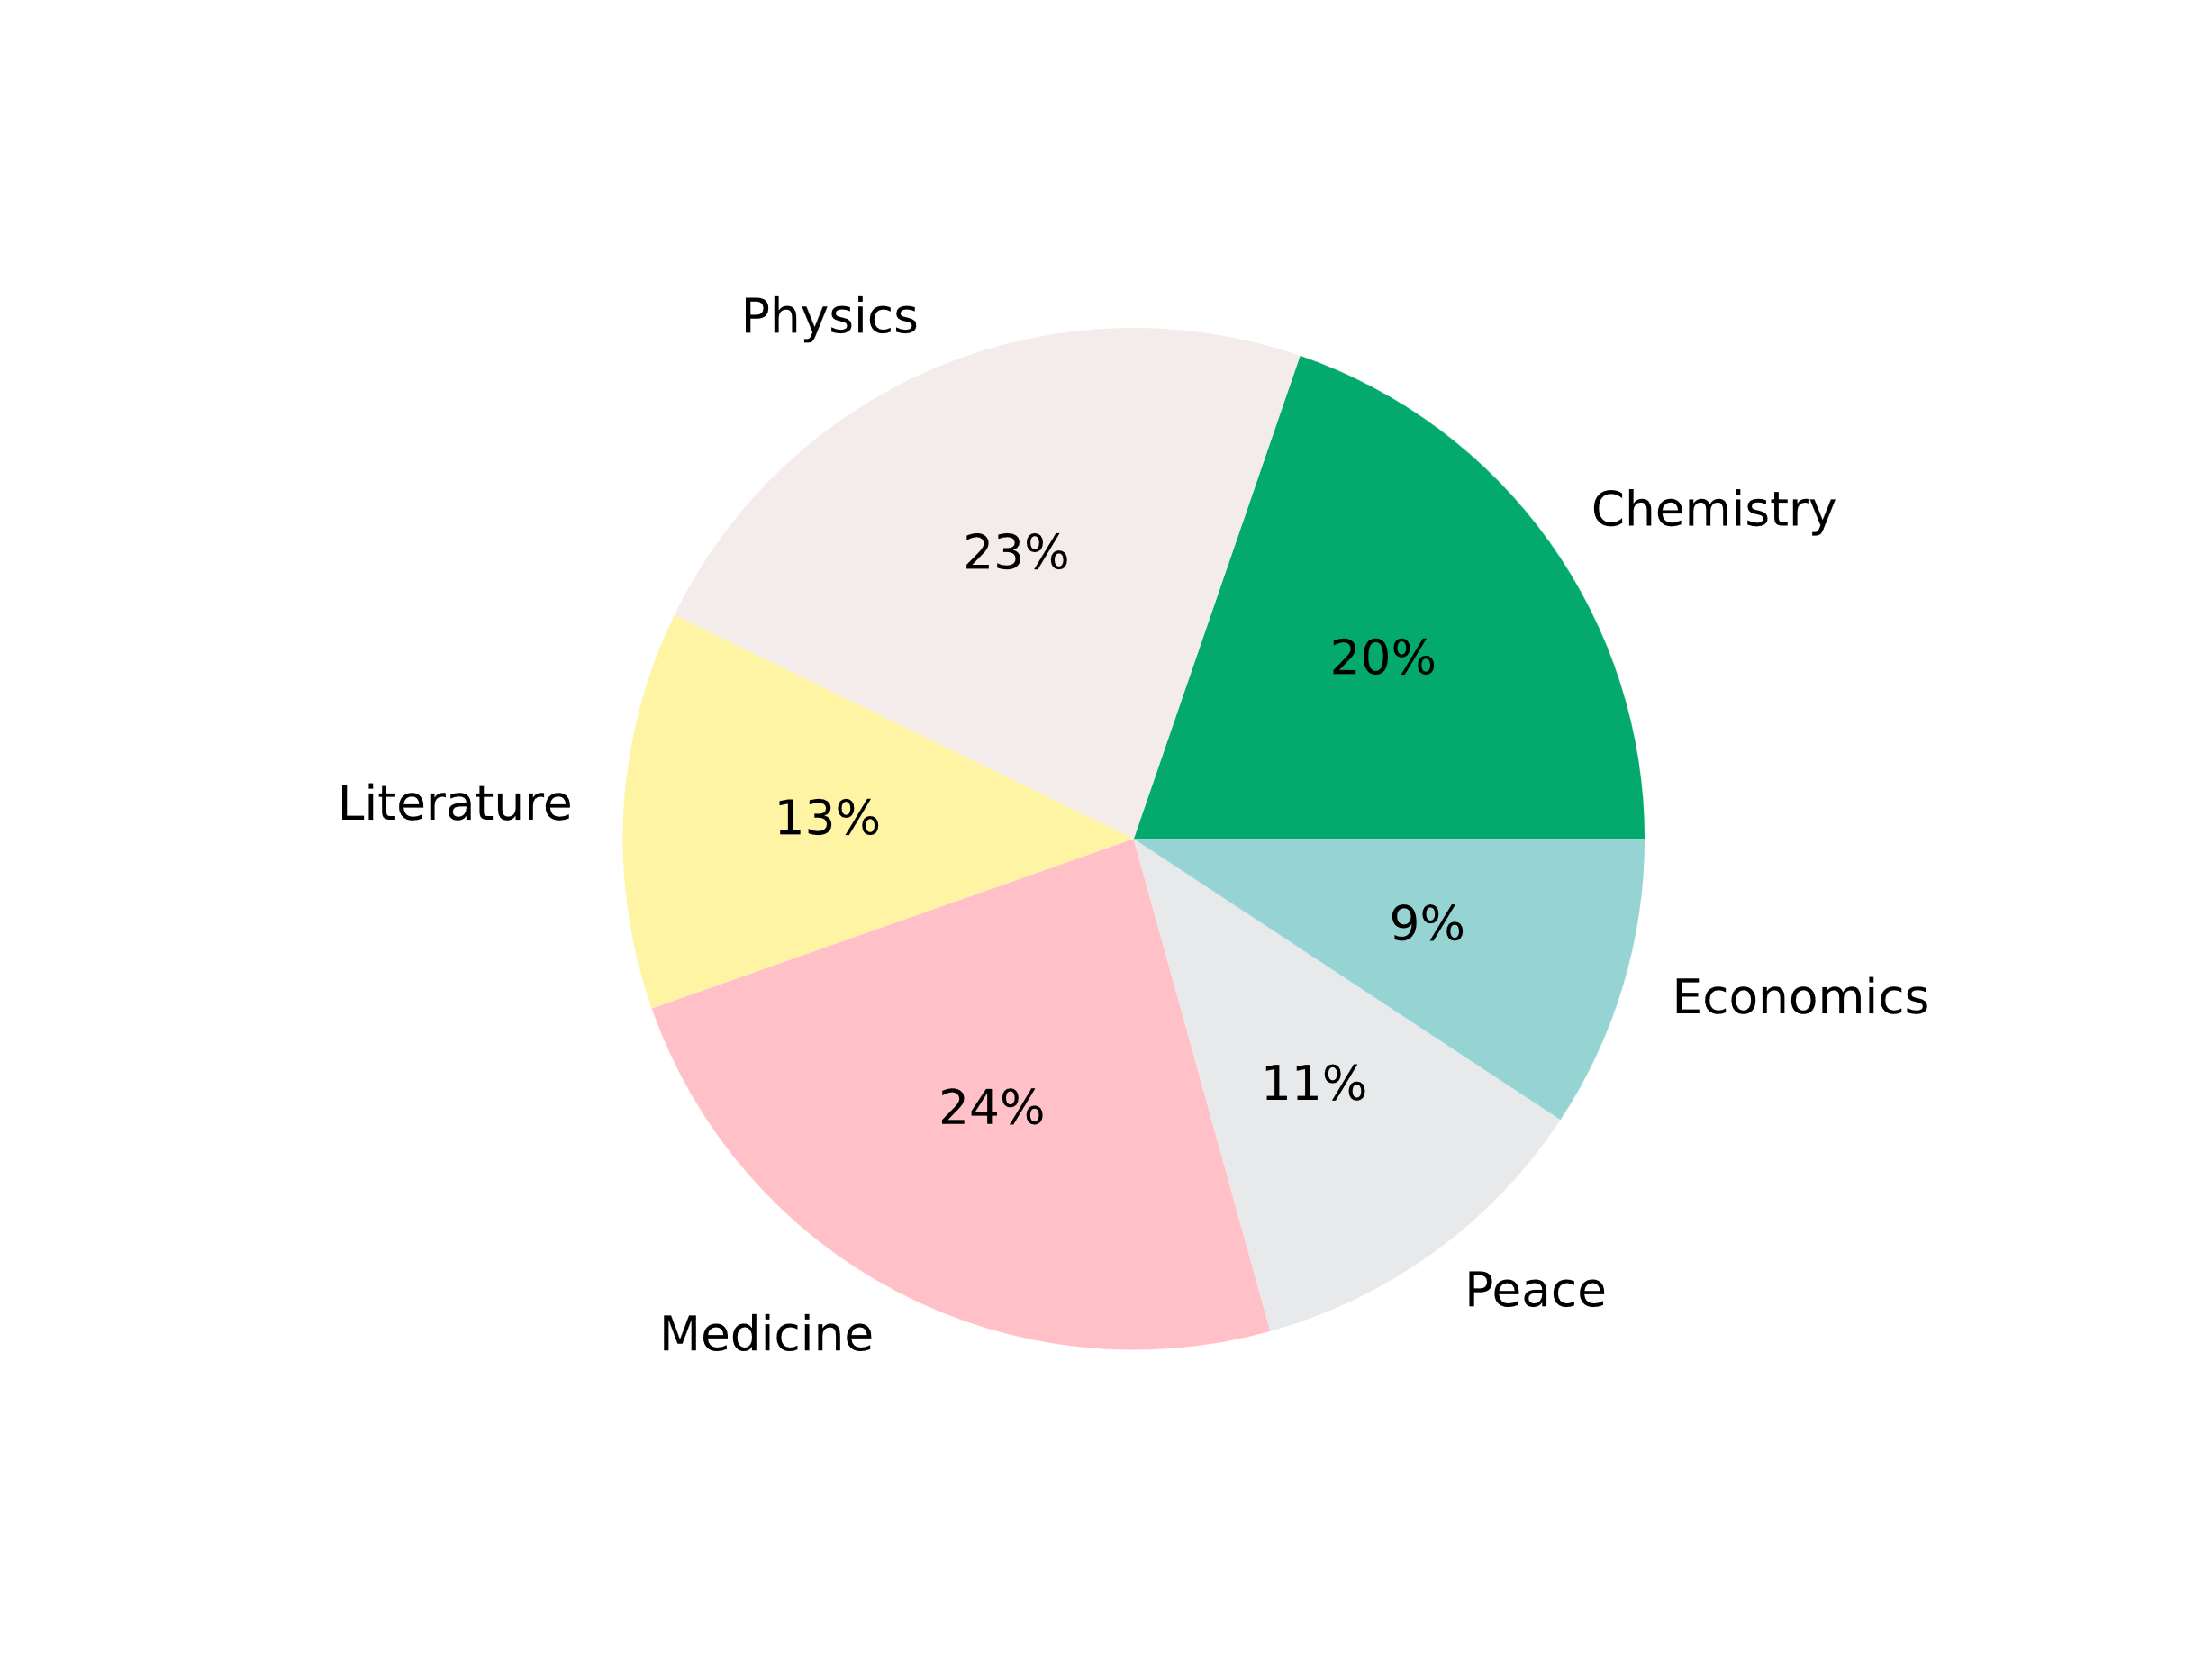 Physics
Chemistry
23%
20%
Literature
13%
9%
Economics
11%
24%
Peace
Medicine